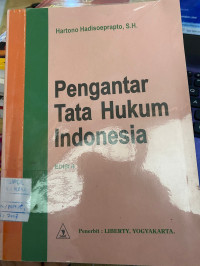 Hartono Hadisoeprapto, S.H.
Pengantar
Tata Hukum
Indonesia
Penerbit : LIBERTY, YOGYAKARTA.